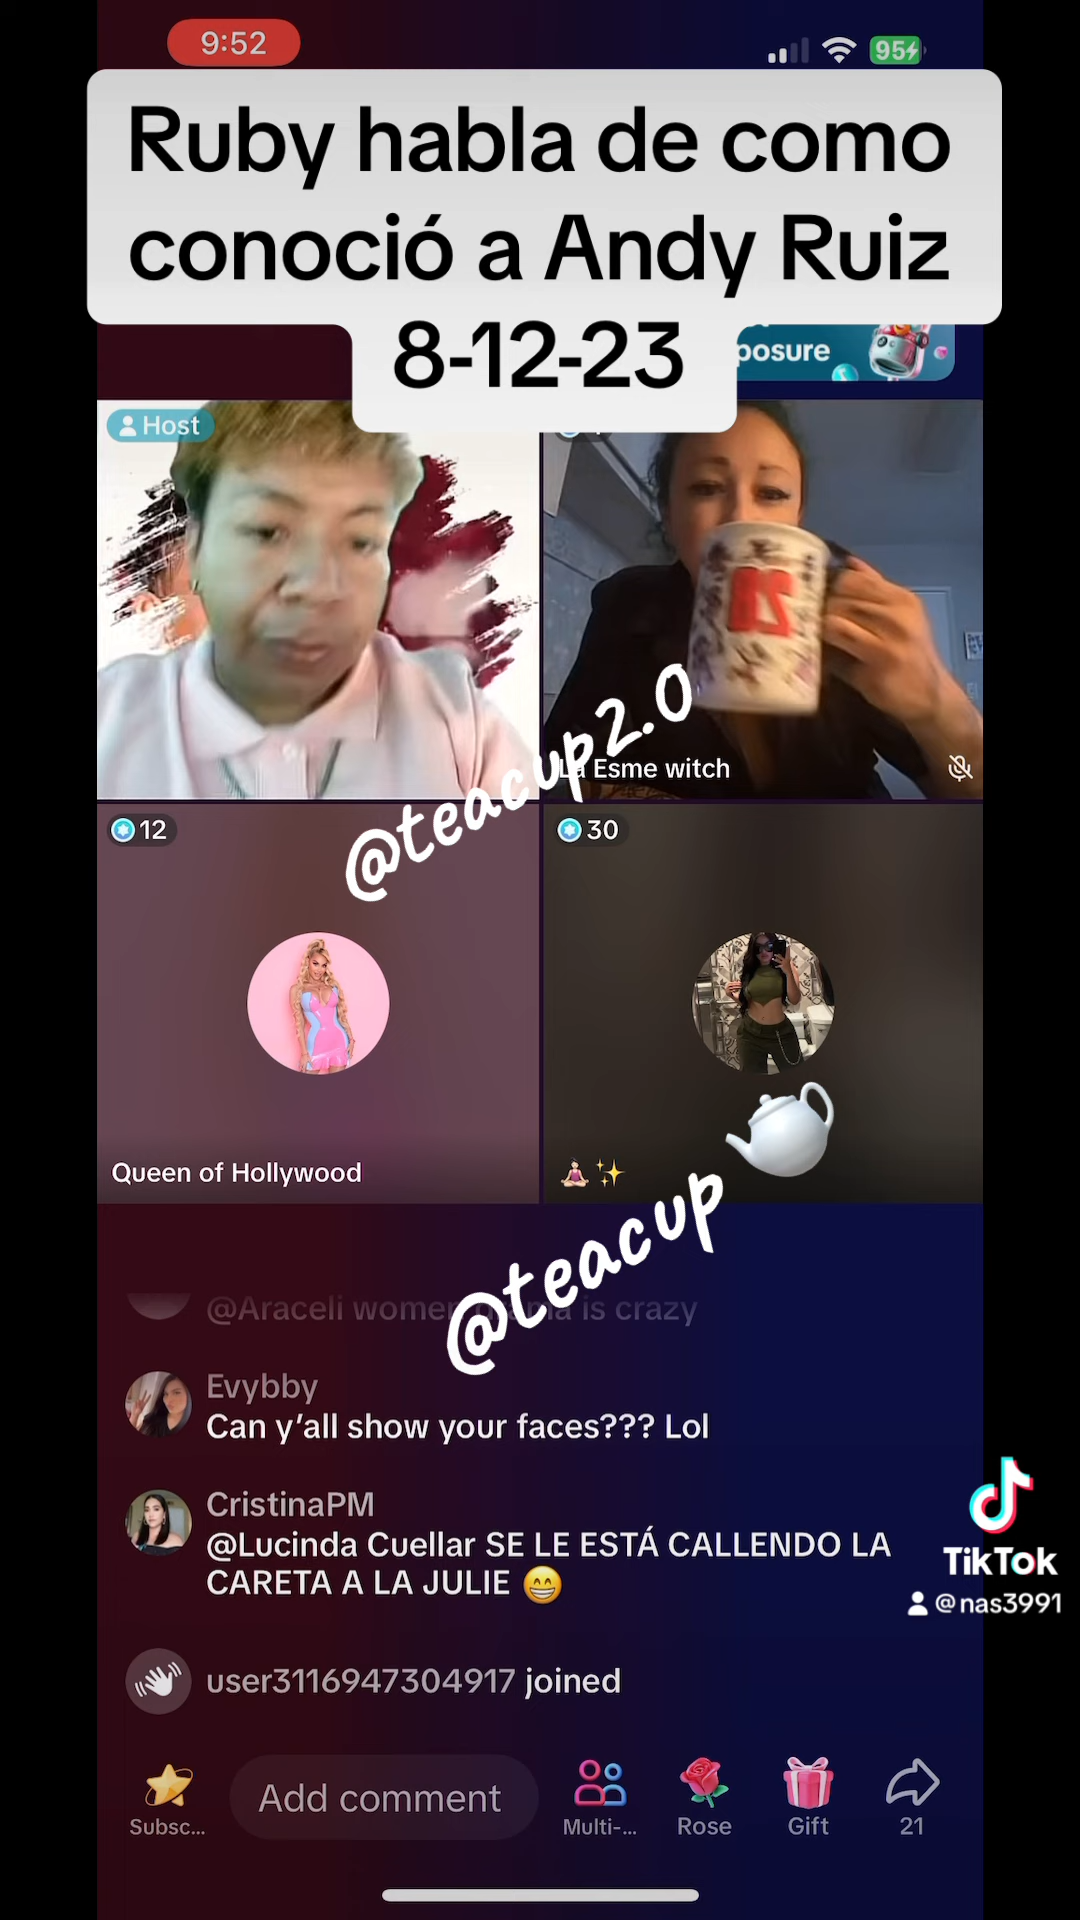 9:52
95
Ruby habla de como
conoció a Andy Ruiz
8-12-23
posure
Host
La Esme witch
@teacup2.0
12
30
Queen of Hollywood
@teacup
@Araceli women mama is crazy
Evybby
Can y’all show your faces??? Lol
CristinaPM
@Lucinda Cuellar SE LE ESTÁ CALLENDO LA
CARETA A LA JULIE 😁
TikTok
@nas3991
user3116947304917 joined
Subsc...
Add comment
Multi-...
Rose
Gift
21